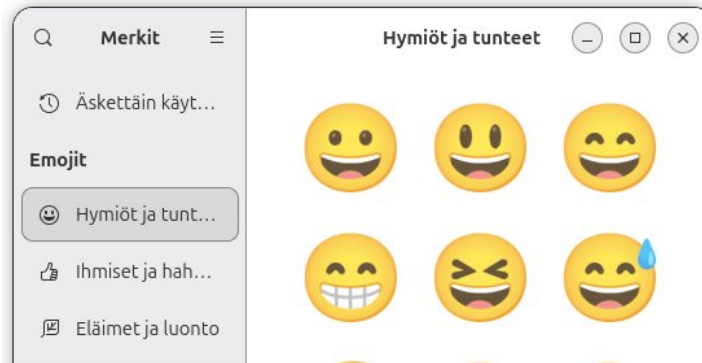 Merkit
Hymiöt ja tunteet
Äskettäin käyt…
Emojit
Hymiöt ja tunt…
Ihmiset ja hah…
Eläimet ja luonto